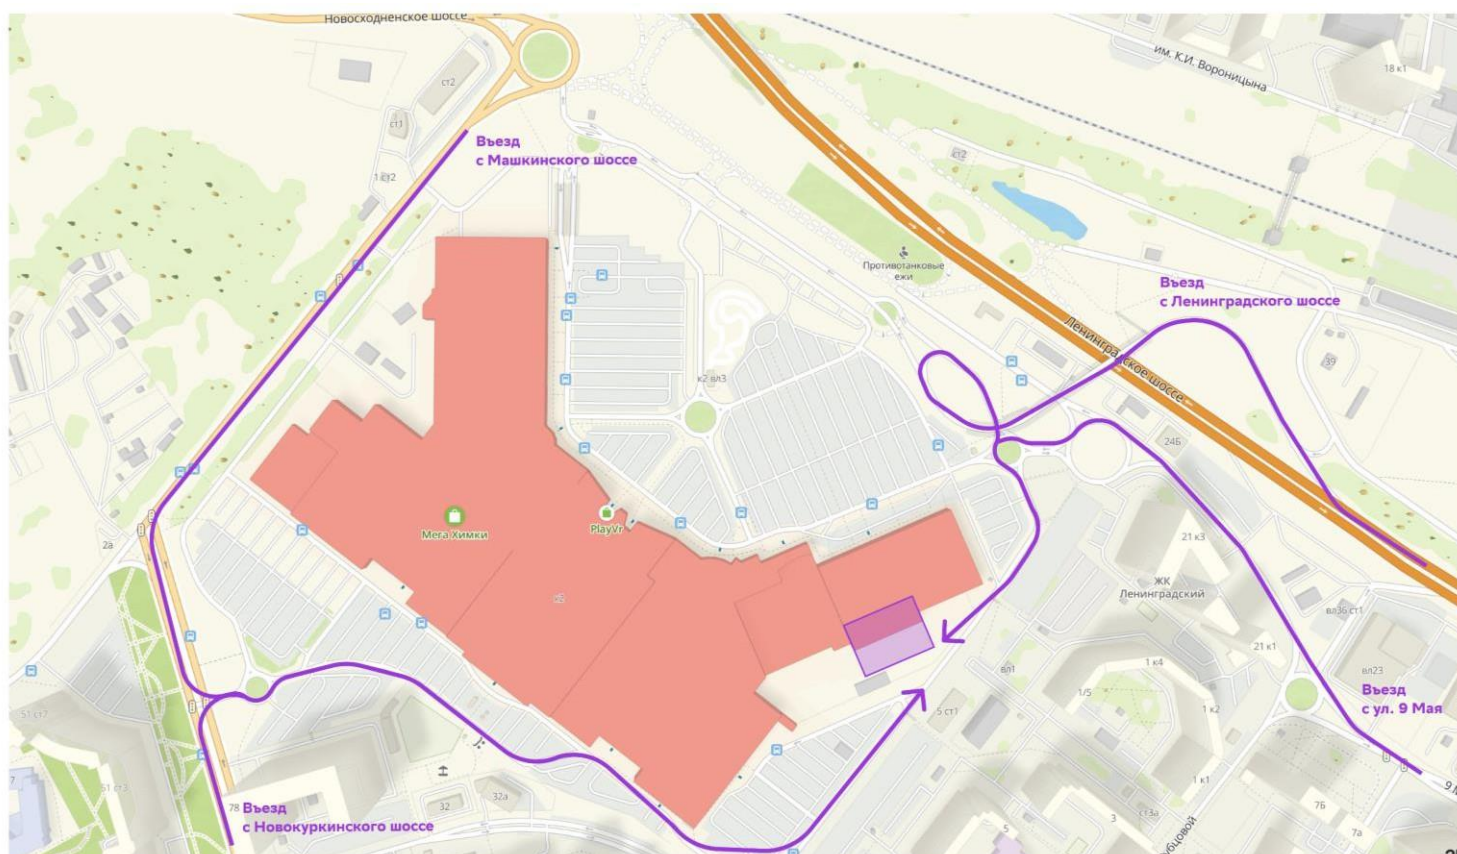 Новосходненское шоссе
им. К.И. Вороницына
18 к1
ст2
ст1
1 ст2
Въезд
с Машкинского шоссе
ст2
Противотанковые
ежи
Въезд
с Ленинградского шоссе
Ленинградское шоссе
39
к2 вл3
24Б
Мега Химки
PlayVr
к2
2а
21 к3
ЖК
Ленинградский
вл36 ст1
21 к1
вл23
1 к4
вл1
1/5
1 к2
5 ст1
Въезд
с ул. 9 Мая
51 ст7
51 ст3
78
Въезд
с Новокуркинского шоссе
32
32а
1 к1
ст3а
3
7Б
7а
5